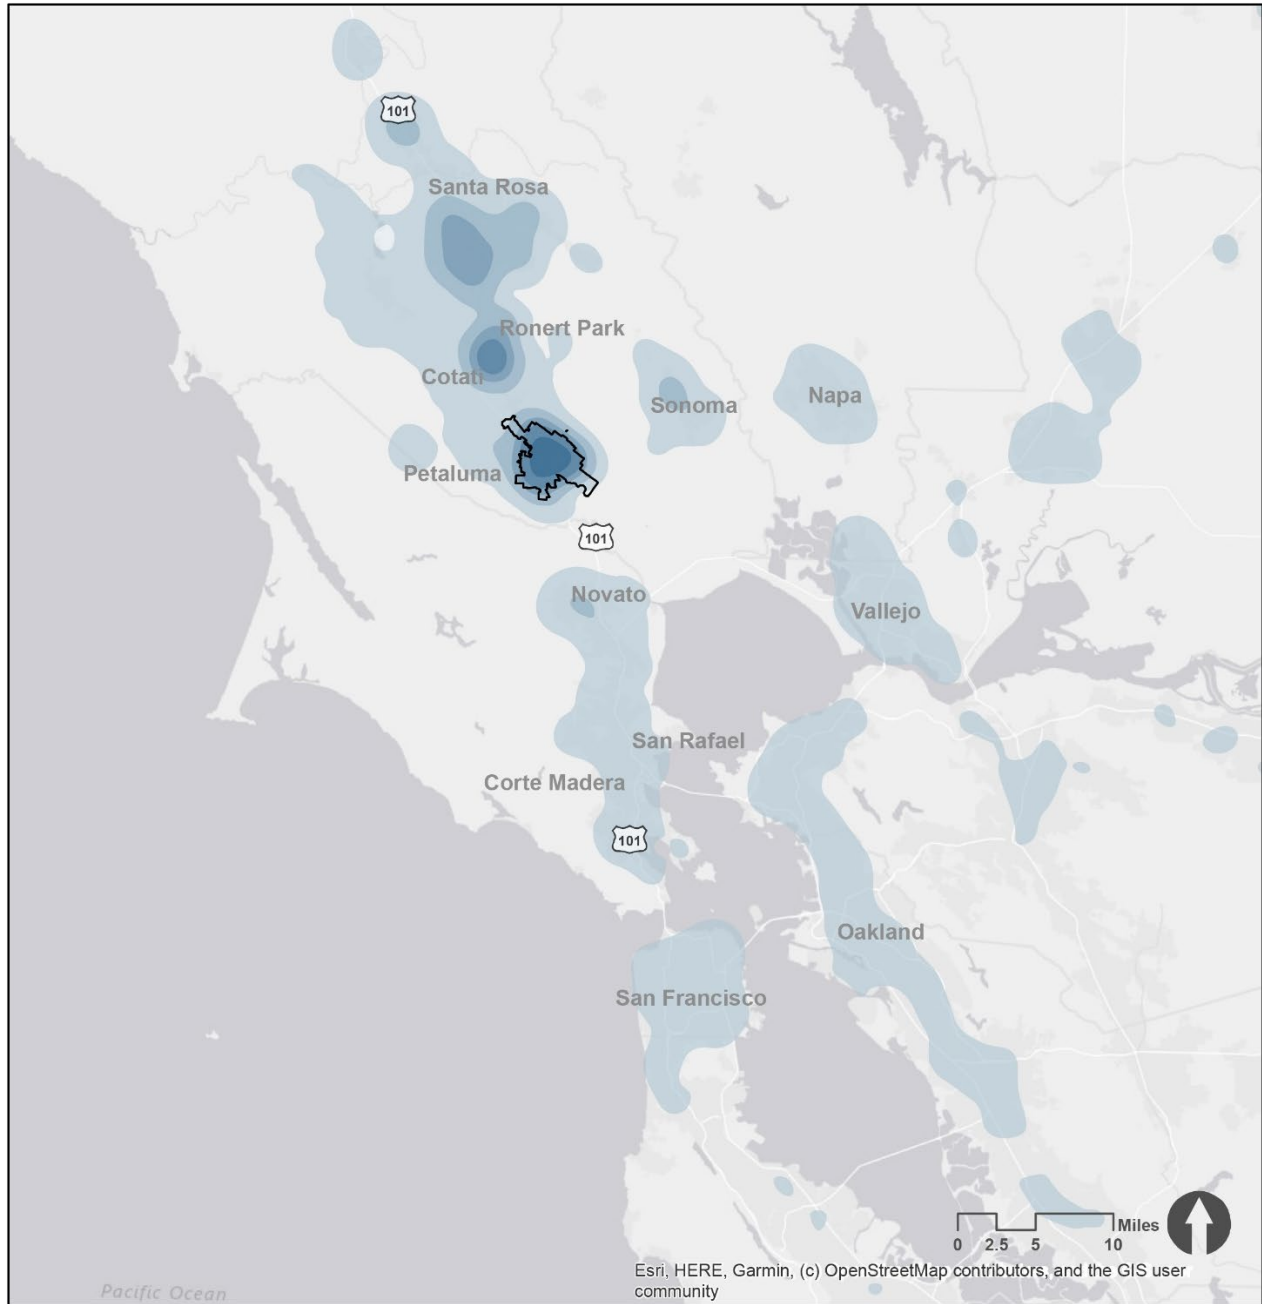 101
Santa Rosa
Ronert Park
Cotati
Sonoma
Napa
Petaluma
101
Novato
Vallejo
San Rafael
Corte Madera
101
Oakland
San Francisco
Miles
0 2.5 5 10
Esri, HERE, Garmin, (c) OpenStreetMap contributors, and the GIS user
community
Pacific Ocean